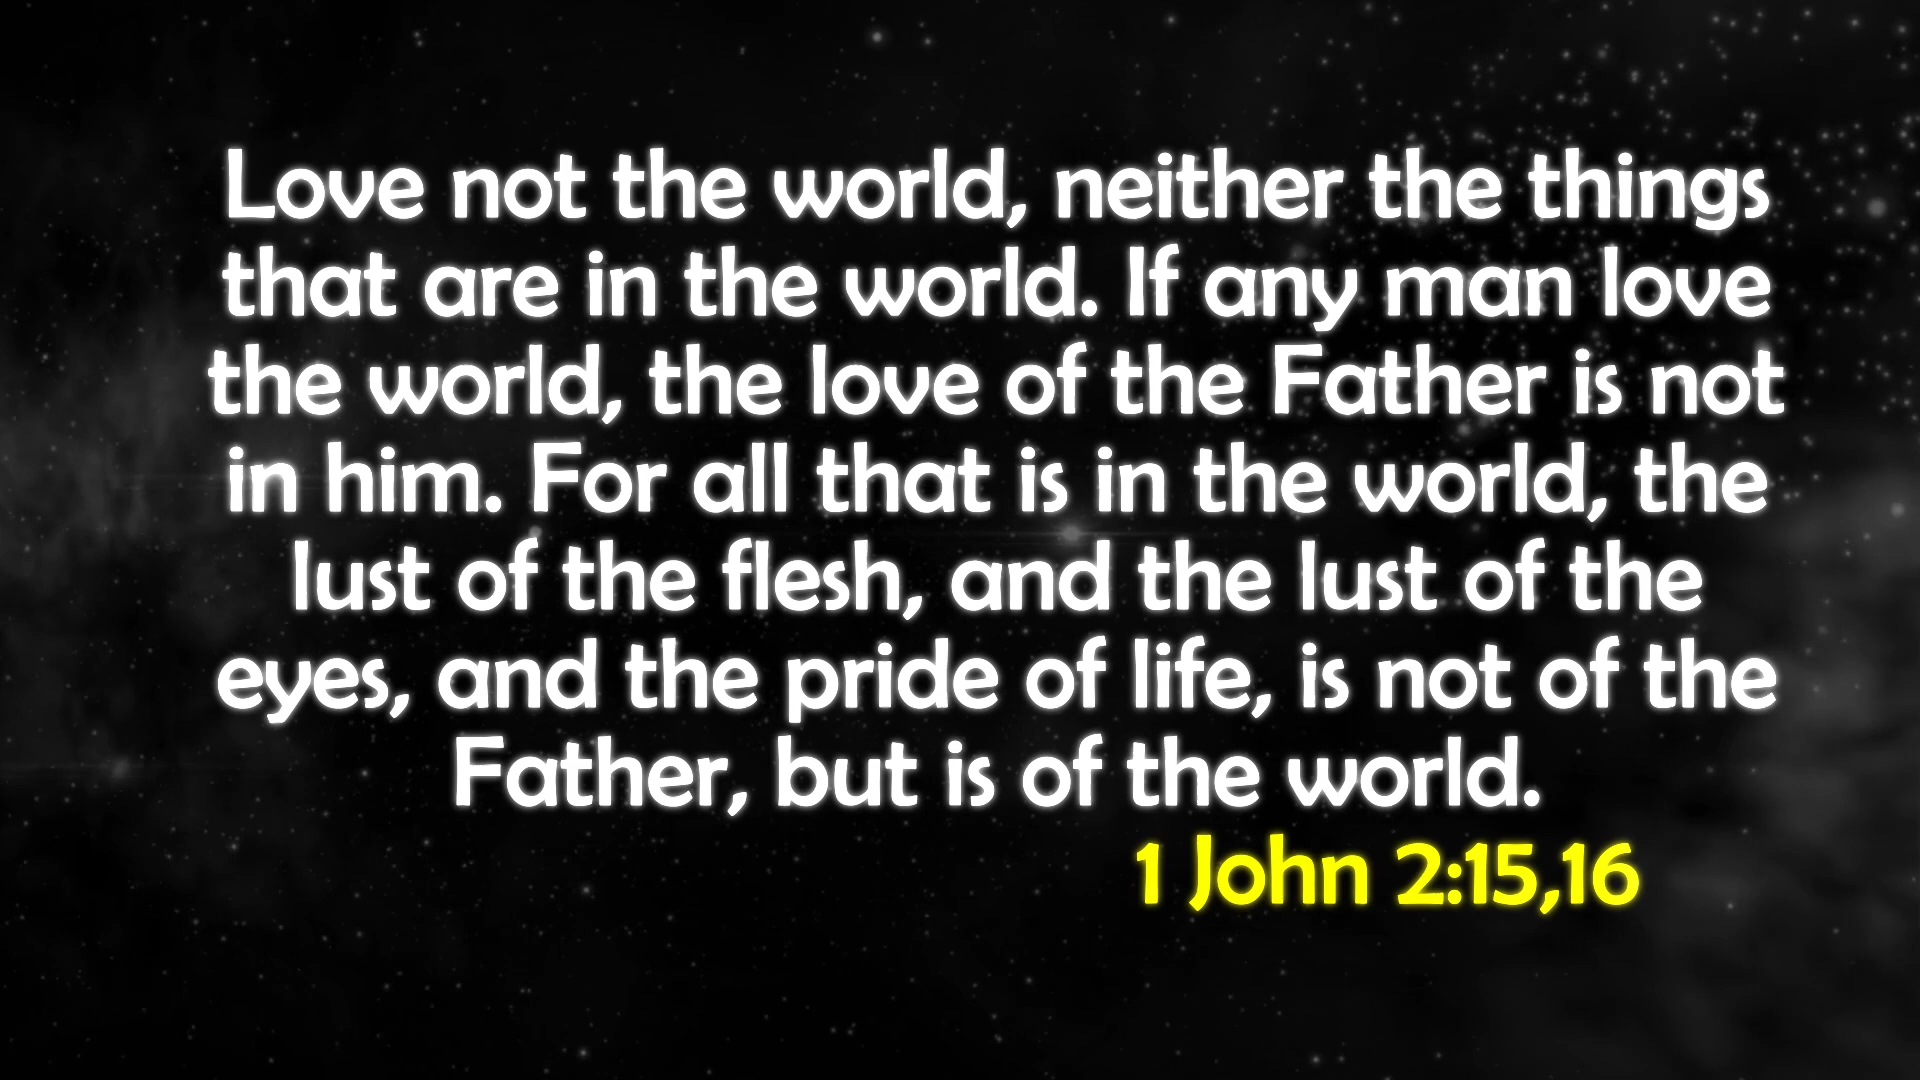 Love not the world, neither the things
that are in the world. If any man love
the world, the love of the Father is not
in him. For all that is in the world, the
lust of the flesh, and the lust of the
eyes, and the pride of life, is not of the
Father, but is of the world.
1 John 2:15,16